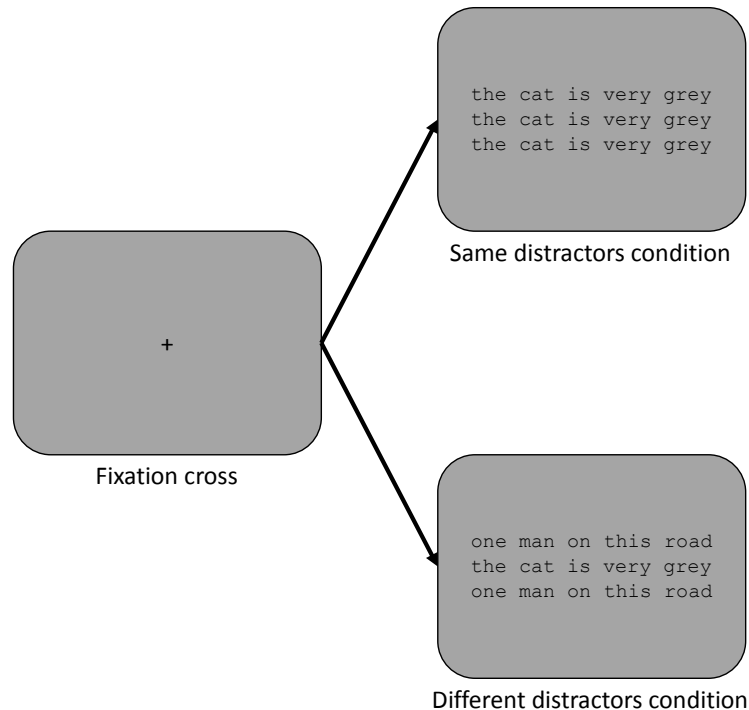 the cat is very grey
the cat is very grey
the cat is very grey
Same distractors condition
+
Fixation cross
one man on this road
the cat is very grey
one man on this road
Different distractors condition